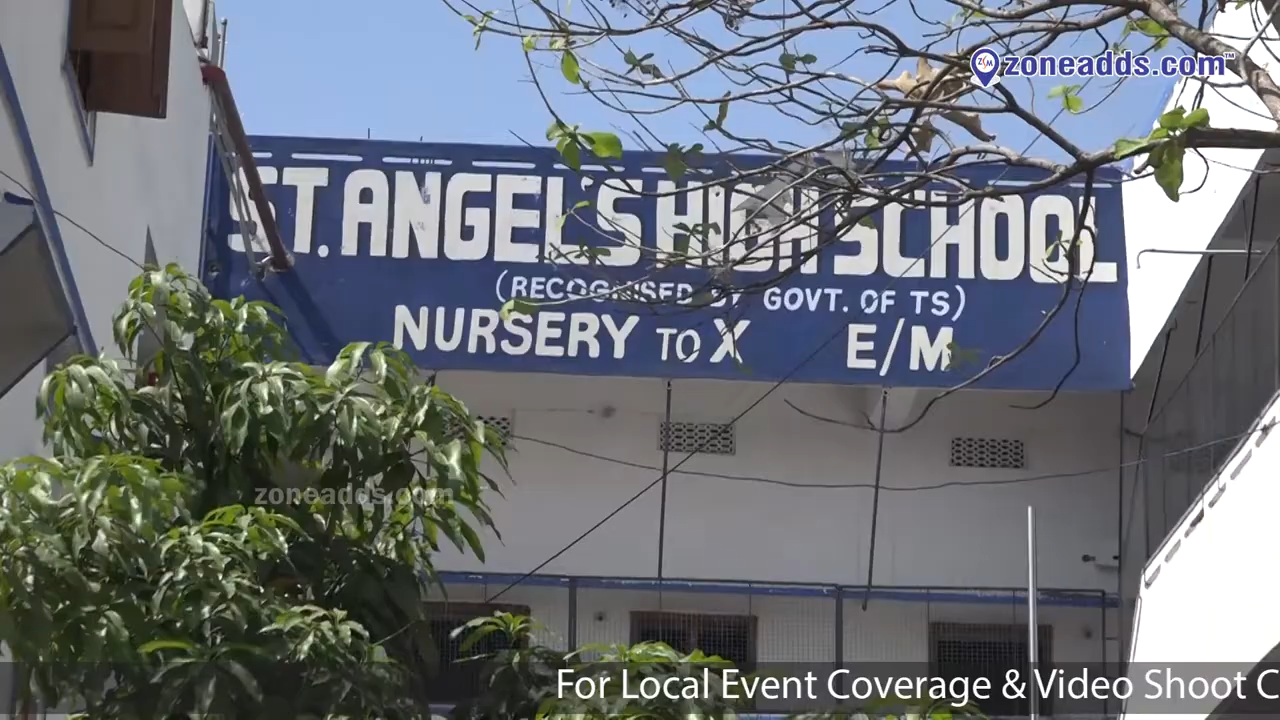 zoneadds.com™
ST. ANGEL'S HIGH SCHOOL
(RECOGNISED BY GOVT. OF TS)
NURSERY TO X E/M
zoneadds.com
For Local Event Coverage & Video Shoot C